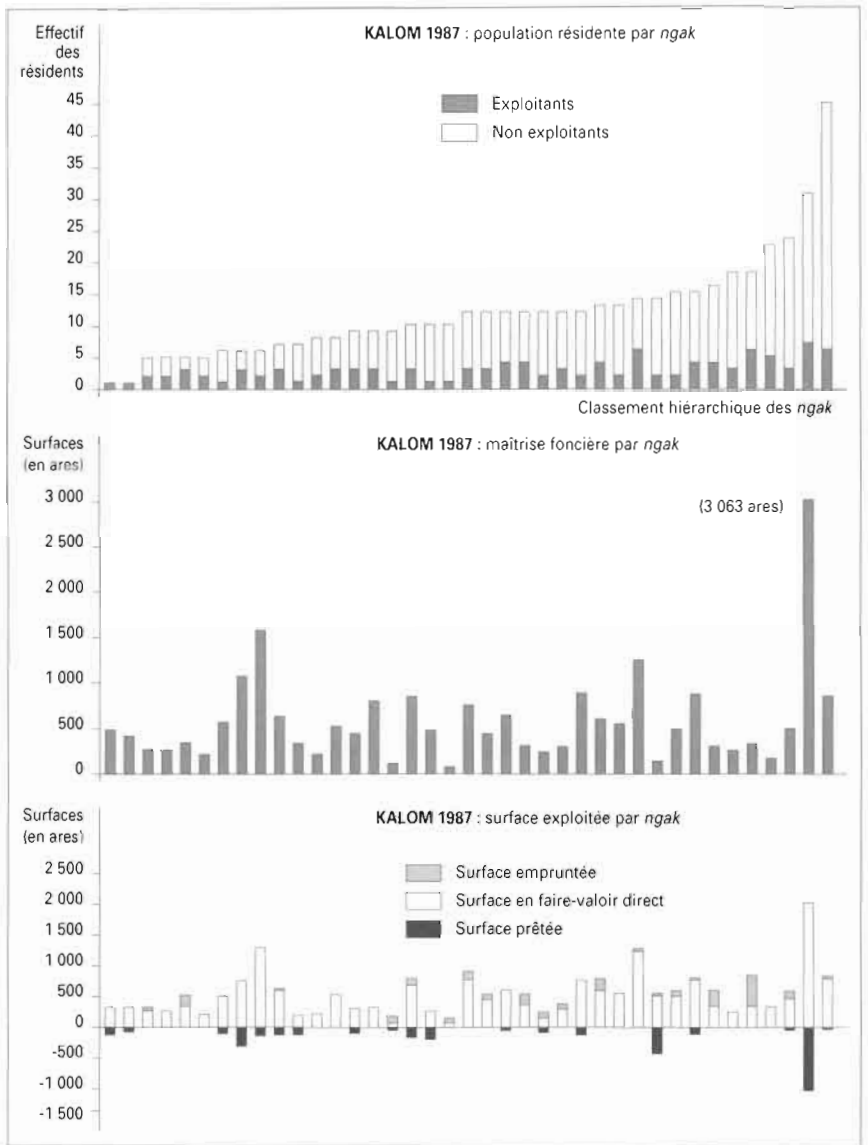 Effectif
des
résidents
KALOM 1987 : population résidente par ngak
Exploitants
Non exploitants
45
40
35
30
25
20
15
10
5
0
Classement hiérarchique des ngak
Surfaces
(en ares)
KALOM 1987 : maîtrise foncière par ngak
(3 063 ares)
3 000
2 500
2 000
1 500
1 000
500
0
Surfaces
(en ares)
KALOM 1987 : surface exploitée par ngak
Surface empruntée
Surface en faire-valoir direct
Surface prêtée
2 500
2 000
1 500
1 000
500
0
-500
-1 000
-1 500